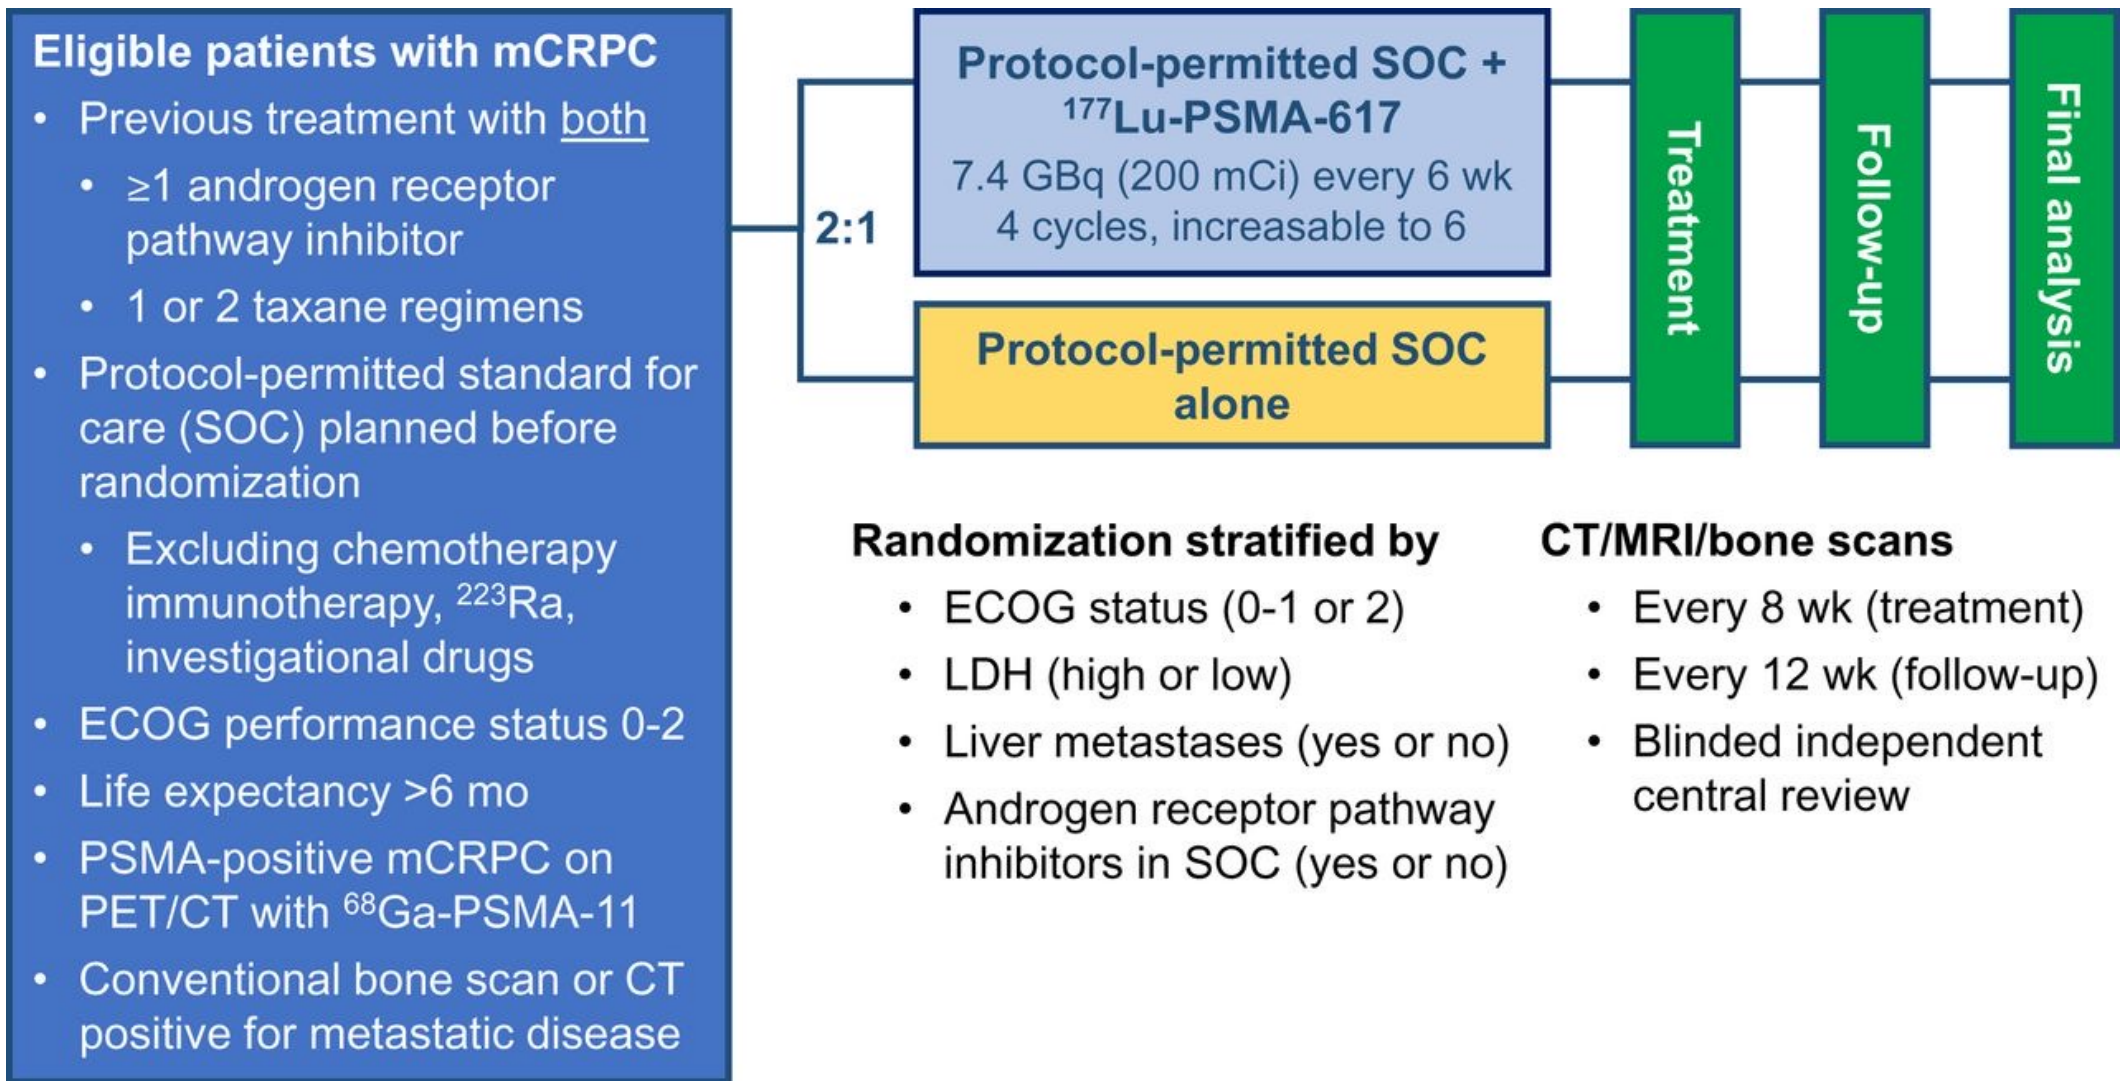 Eligible patients with mCRPC
• Previous treatment with both
• ≥1 androgen receptor
pathway inhibitor
• 1 or 2 taxane regimens
• Protocol-permitted standard for
care (SOC) planned before
randomization
• Excluding chemotherapy
immunotherapy, ²²³Ra,
investigational drugs
• ECOG performance status 0-2
• Life expectancy >6 mo
• PSMA-positive mCRPC on
PET/CT with ⁶⁸Ga-PSMA-11
• Conventional bone scan or CT
positive for metastatic disease
2:1
Protocol-permitted SOC +
¹⁷⁷Lu-PSMA-617
7.4 GBq (200 mCi) every 6 wk
4 cycles, increasable to 6
Protocol-permitted SOC
alone
Treatment
Follow-up
Final analysis
Randomization stratified by
• ECOG status (0-1 or 2)
• LDH (high or low)
• Liver metastases (yes or no)
• Androgen receptor pathway
inhibitors in SOC (yes or no)
CT/MRI/bone scans
• Every 8 wk (treatment)
• Every 12 wk (follow-up)
• Blinded independent
central review